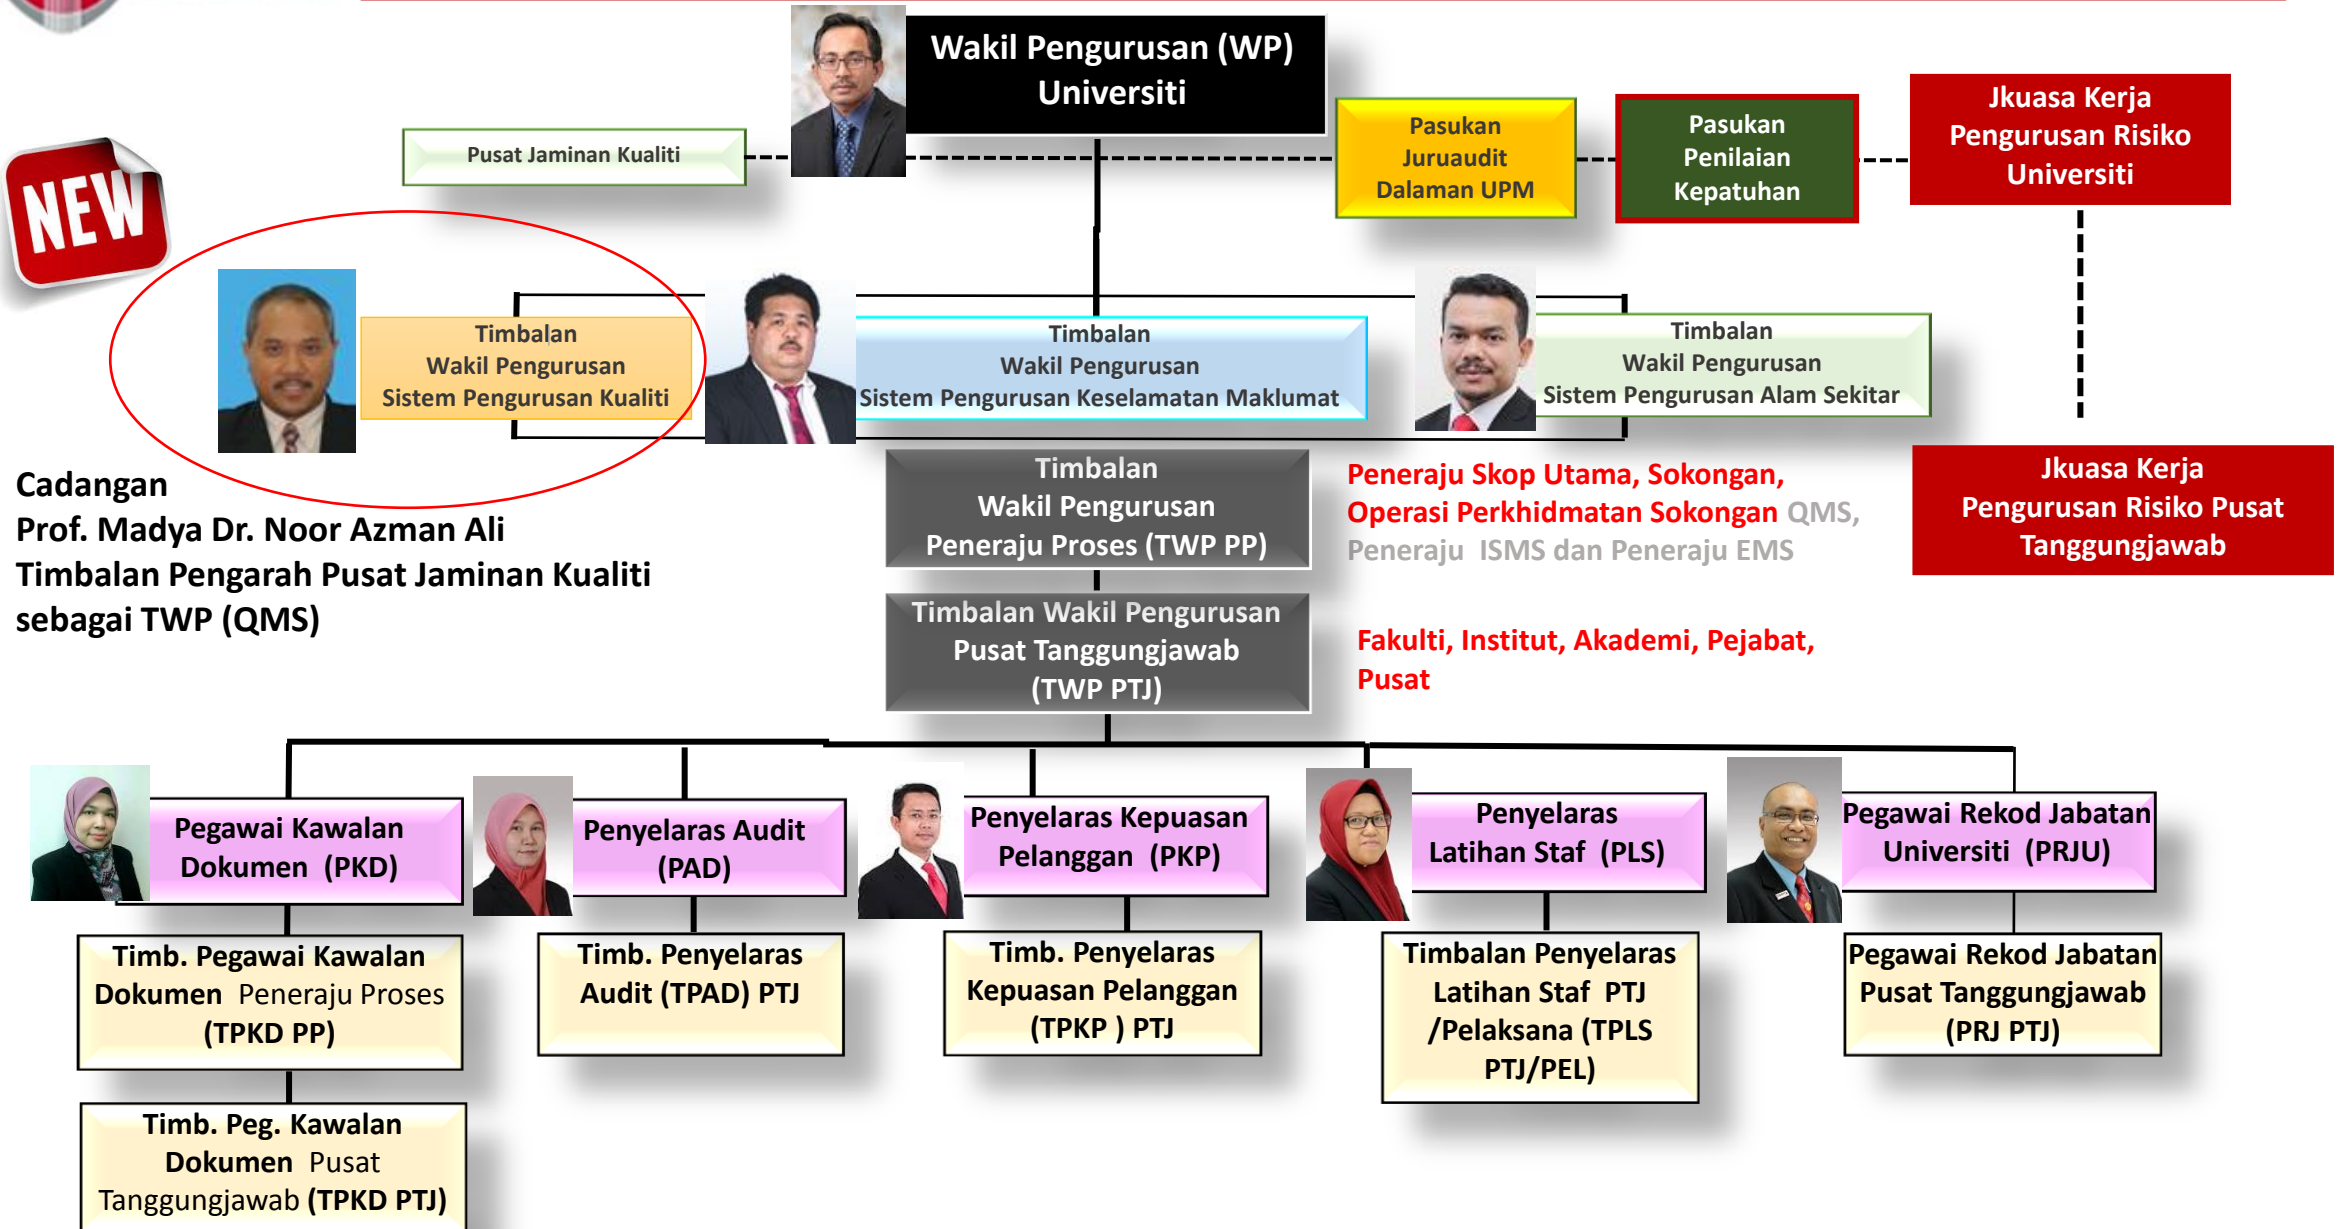 Wakil Pengurusan (WP)
Universiti
Pusat Jaminan Kualiti
Pasukan
Juruaudit
Dalaman UPM
Pasukan
Penilaian
Kepatuhan
Jkuasa Kerja
Pengurusan Risiko
Universiti
NEW
Timbalan
Wakil Pengurusan
Sistem Pengurusan Kualiti
Timbalan
Wakil Pengurusan
Sistem Pengurusan Keselamatan Maklumat
Timbalan
Wakil Pengurusan
Sistem Pengurusan Alam Sekitar
Cadangan
Prof. Madya Dr. Noor Azman Ali
Timbalan Pengarah Pusat Jaminan Kualiti
sebagai TWP (QMS)
Timbalan
Wakil Pengurusan
Peneraju Proses (TWP PP)
Peneraju Skop Utama, Sokongan,
Operasi Perkhidmatan Sokongan QMS,
Peneraju ISMS dan Peneraju EMS
Jkuasa Kerja
Pengurusan Risiko Pusat
Tanggungjawab
Timbalan Wakil Pengurusan
Pusat Tanggungjawab
(TWP PTJ)
Fakulti, Institut, Akademi, Pejabat,
Pusat
Pegawai Kawalan
Dokumen (PKD)
Penyelaras Audit
(PAD)
Penyelaras Kepuasan
Pelanggan (PKP)
Penyelaras
Latihan Staf (PLS)
Pegawai Rekod Jabatan
Universiti (PRJU)
Timb. Pegawai Kawalan
Dokumen Peneraju Proses
(TPKD PP)
Timb. Penyelaras
Audit (TPAD) PTJ
Timb. Penyelaras
Kepuasan Pelanggan
(TPKP ) PTJ
Timbalan Penyelaras
Latihan Staf PTJ
/Pelaksana (TPLS
PTJ/PEL)
Pegawai Rekod Jabatan
Pusat Tanggungjawab
(PRJ PTJ)
Timb. Peg. Kawalan
Dokumen Pusat
Tanggungjawab (TPKD PTJ)